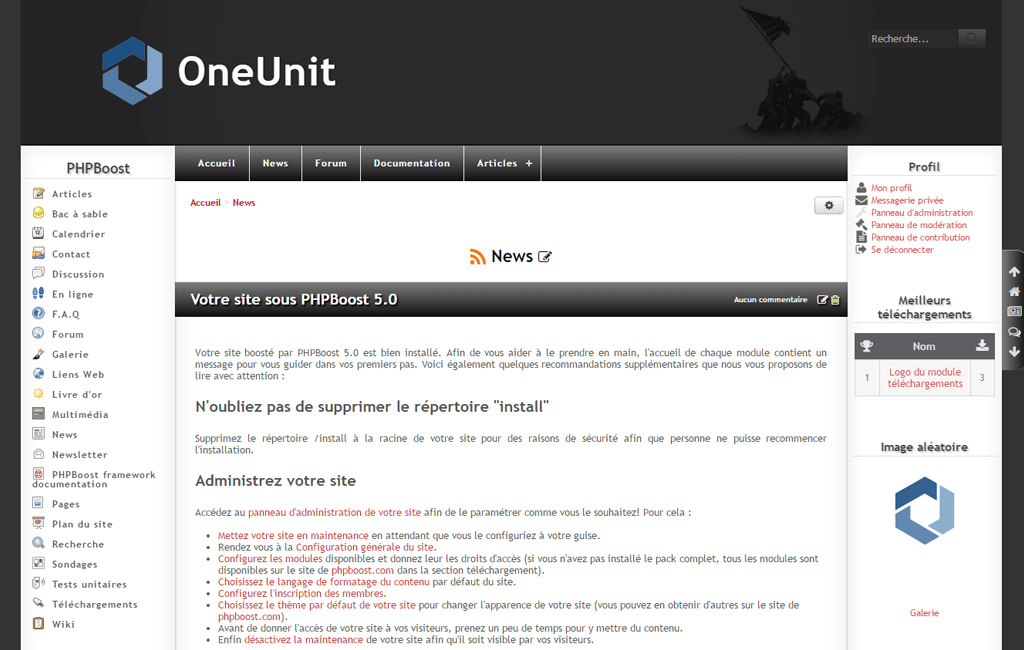 OneUnit
Recherche...
PHPBoost
Articles
Bac à sable
Calendrier
Contact
Discussion
En ligne
F.A.Q
Forum
Galerie
Liens Web
Livre d'or
Multimédia
News
Newsletter
PHPBoost framework
documentation
Pages
Plan du site
Recherche
Sondages
Tests unitaires
Téléchargements
Wiki
Accueil News Forum Documentation Articles +
Accueil > News
News
Votre site sous PHPBoost 5.0
Aucun commentaire
Votre site boosté par PHPBoost 5.0 est bien installé. Afin de vous aider à le prendre en main, l'accueil de chaque module contient un
message pour vous guider dans vos premiers pas. Voici également quelques recommandations supplémentaires que nous vous proposons de
lire avec attention :
N'oubliez pas de supprimer le répertoire "install"
Supprimez le répertoire /install à la racine de votre site pour des raisons de sécurité afin que personne ne puisse recommencer
l'installation.
Administrez votre site
Accédez au panneau d'administration de votre site afin de le paramétrer comme vous le souhaitez! Pour cela :
• Mettez votre site en maintenance en attendant que vous le configuriez à votre guise.
• Rendez vous à la Configuration générale du site.
• Configurez les modules disponibles et donnez leur les droits d'accès (si vous n'avez pas installé le pack complet, tous les modules sont
disponibles sur le site de phpboost.com dans la section téléchargement).
• Choisissez le langage de formatage du contenu par défaut du site.
• Configurez l'inscription des membres.
• Choisissez le thème par défaut de votre site pour changer l'apparence de votre site (vous pouvez en obtenir d'autres sur le site de
phpboost.com).
• Avant de donner l'accès de votre site à vos visiteurs, prenez un peu de temps pour y mettre du contenu.
• Enfin désactivez la maintenance de votre site afin qu'il soit visible par vos visiteurs.
Profil
Mon profil
Messagerie privée
Panneau d'administration
Panneau de modération
Panneau de contribution
Se déconnecter
Meilleurs
téléchargements
Nom
1 Logo du module 3
téléchargements
Image aléatoire
Galerie